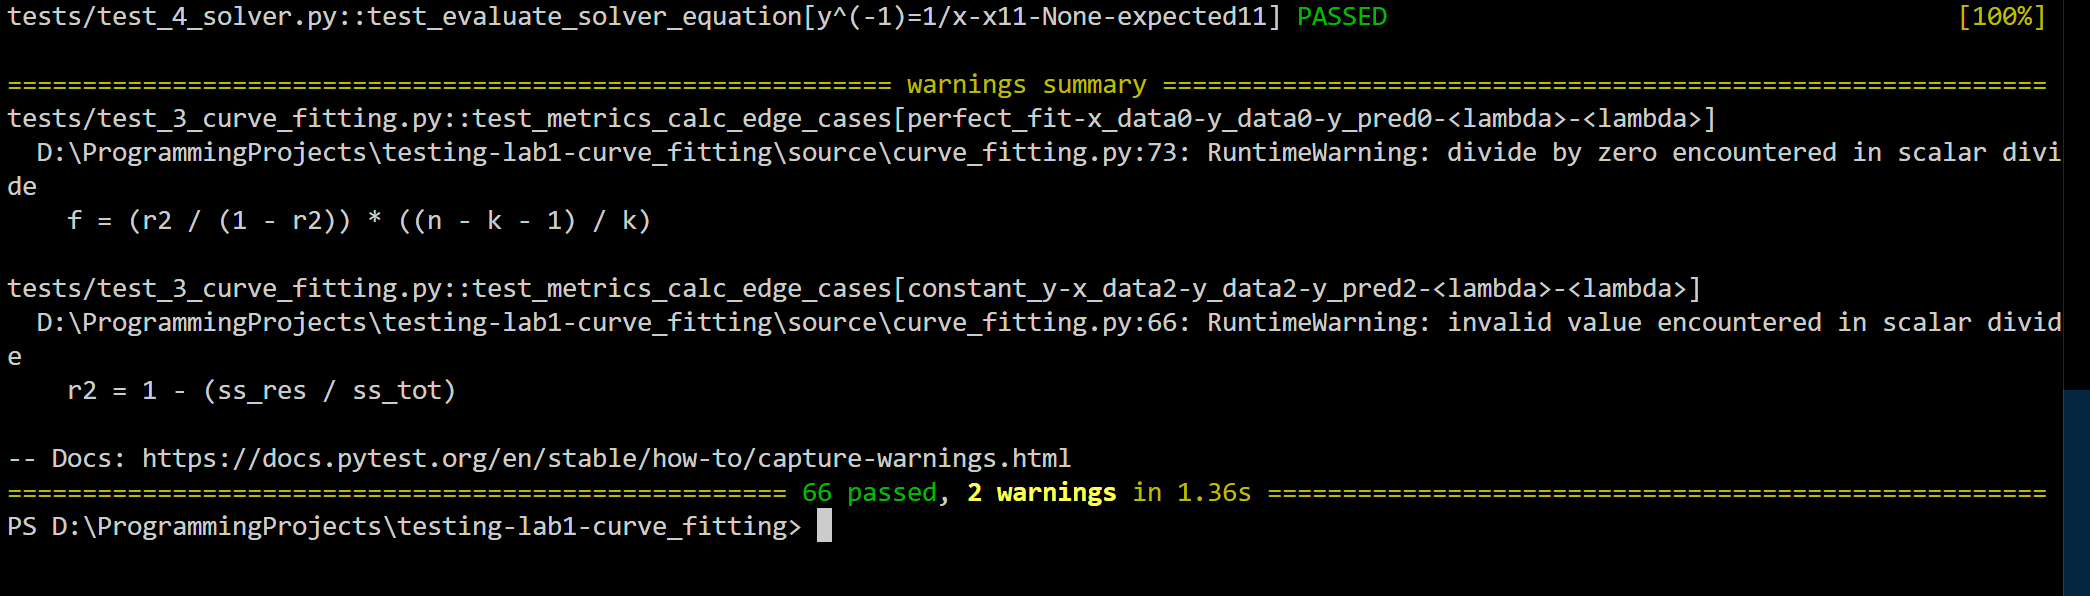 tests/test_4_solver.py::test_evaluate_solver_equation[y^(-1)=1/x-x11-None-expected11] PASSED [100%]
=========================================================== warnings summary ===========================================================
tests/test_3_curve_fitting.py::test_metrics_calc_edge_cases[perfect_fit-x_data0-y_data0-y_pred0-<lambda>-<lambda>]
  D:\ProgrammingProjects\testing-lab1-curve_fitting\source\curve_fitting.py:73: RuntimeWarning: divide by zero encountered in scalar divi
de
    f = (r2 / (1 - r2)) * ((n - k - 1) / k)
tests/test_3_curve_fitting.py::test_metrics_calc_edge_cases[constant_y-x_data2-y_data2-y_pred2-<lambda>-<lambda>]
  D:\ProgrammingProjects\testing-lab1-curve_fitting\source\curve_fitting.py:66: RuntimeWarning: invalid value encountered in scalar divid
e
    r2 = 1 - (ss_res / ss_tot)
-- Docs: https://docs.pytest.org/en/stable/how-to/capture-warnings.html
==================================================== 66 passed, 2 warnings in 1.36s ====================================================
PS D:\ProgrammingProjects\testing-lab1-curve_fitting>